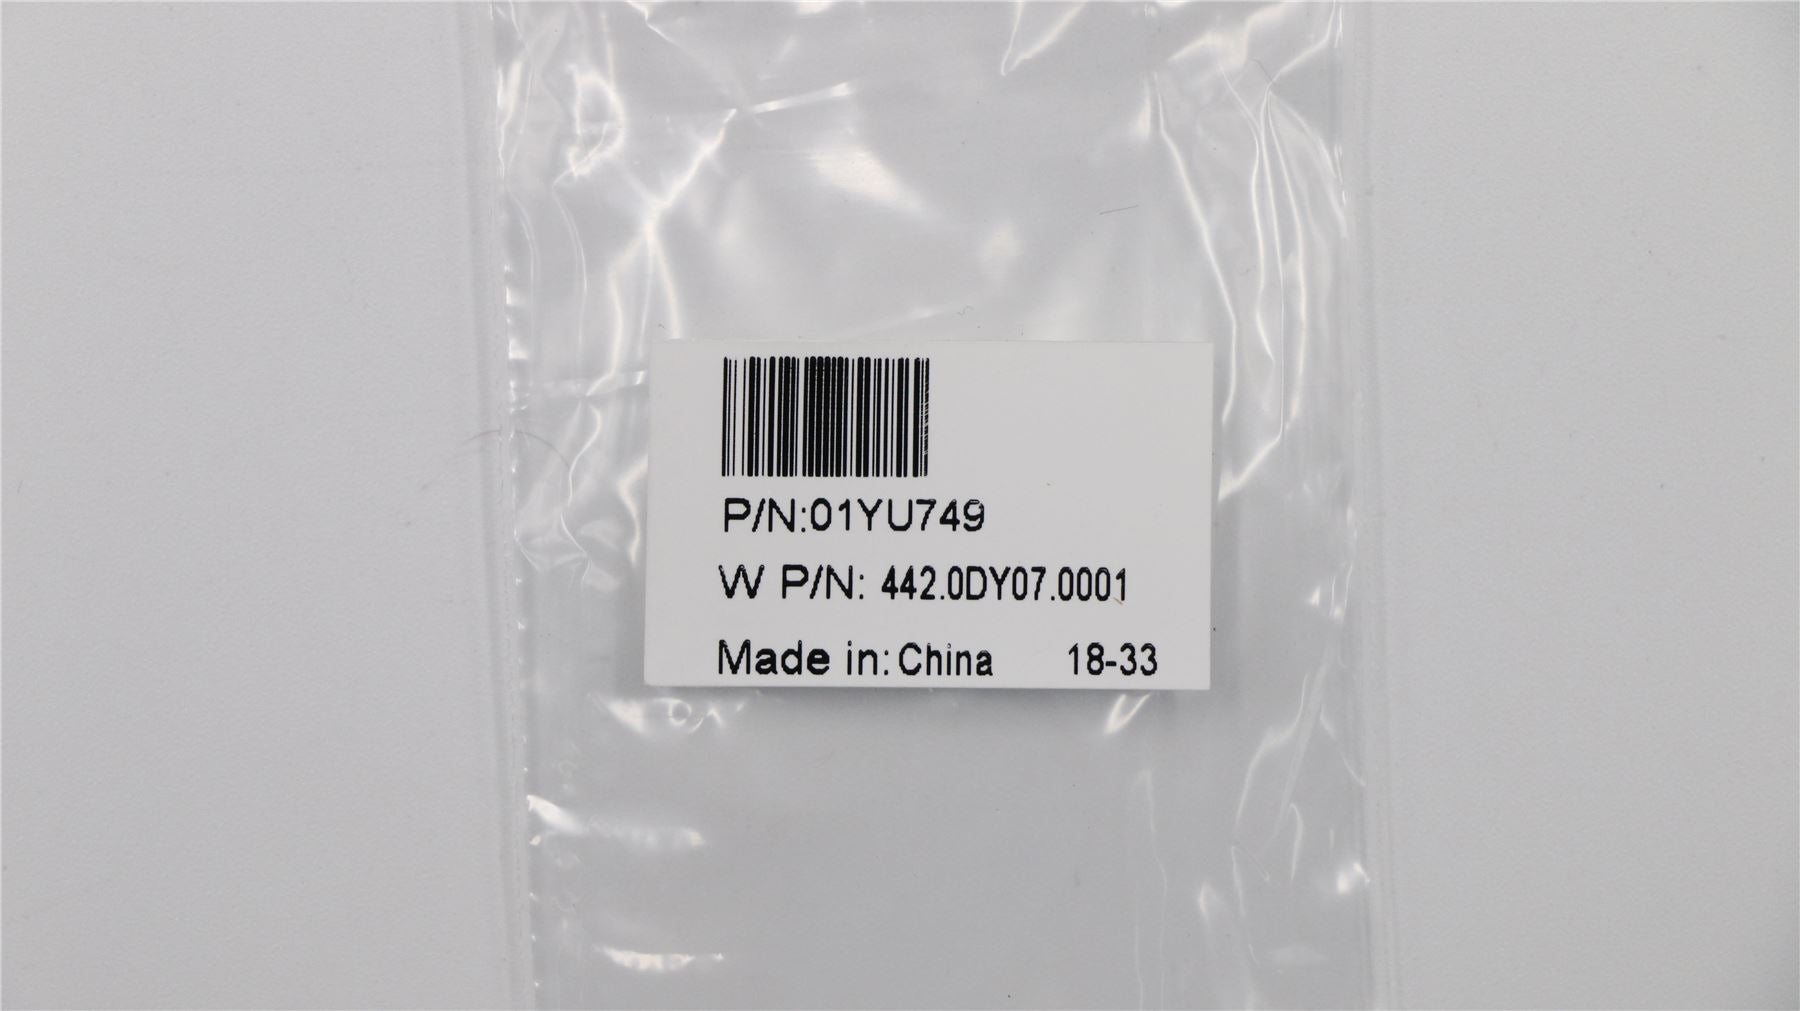 P/N:01YU749
W P/N: 442.0DY07.0001
Made in: China 18-33